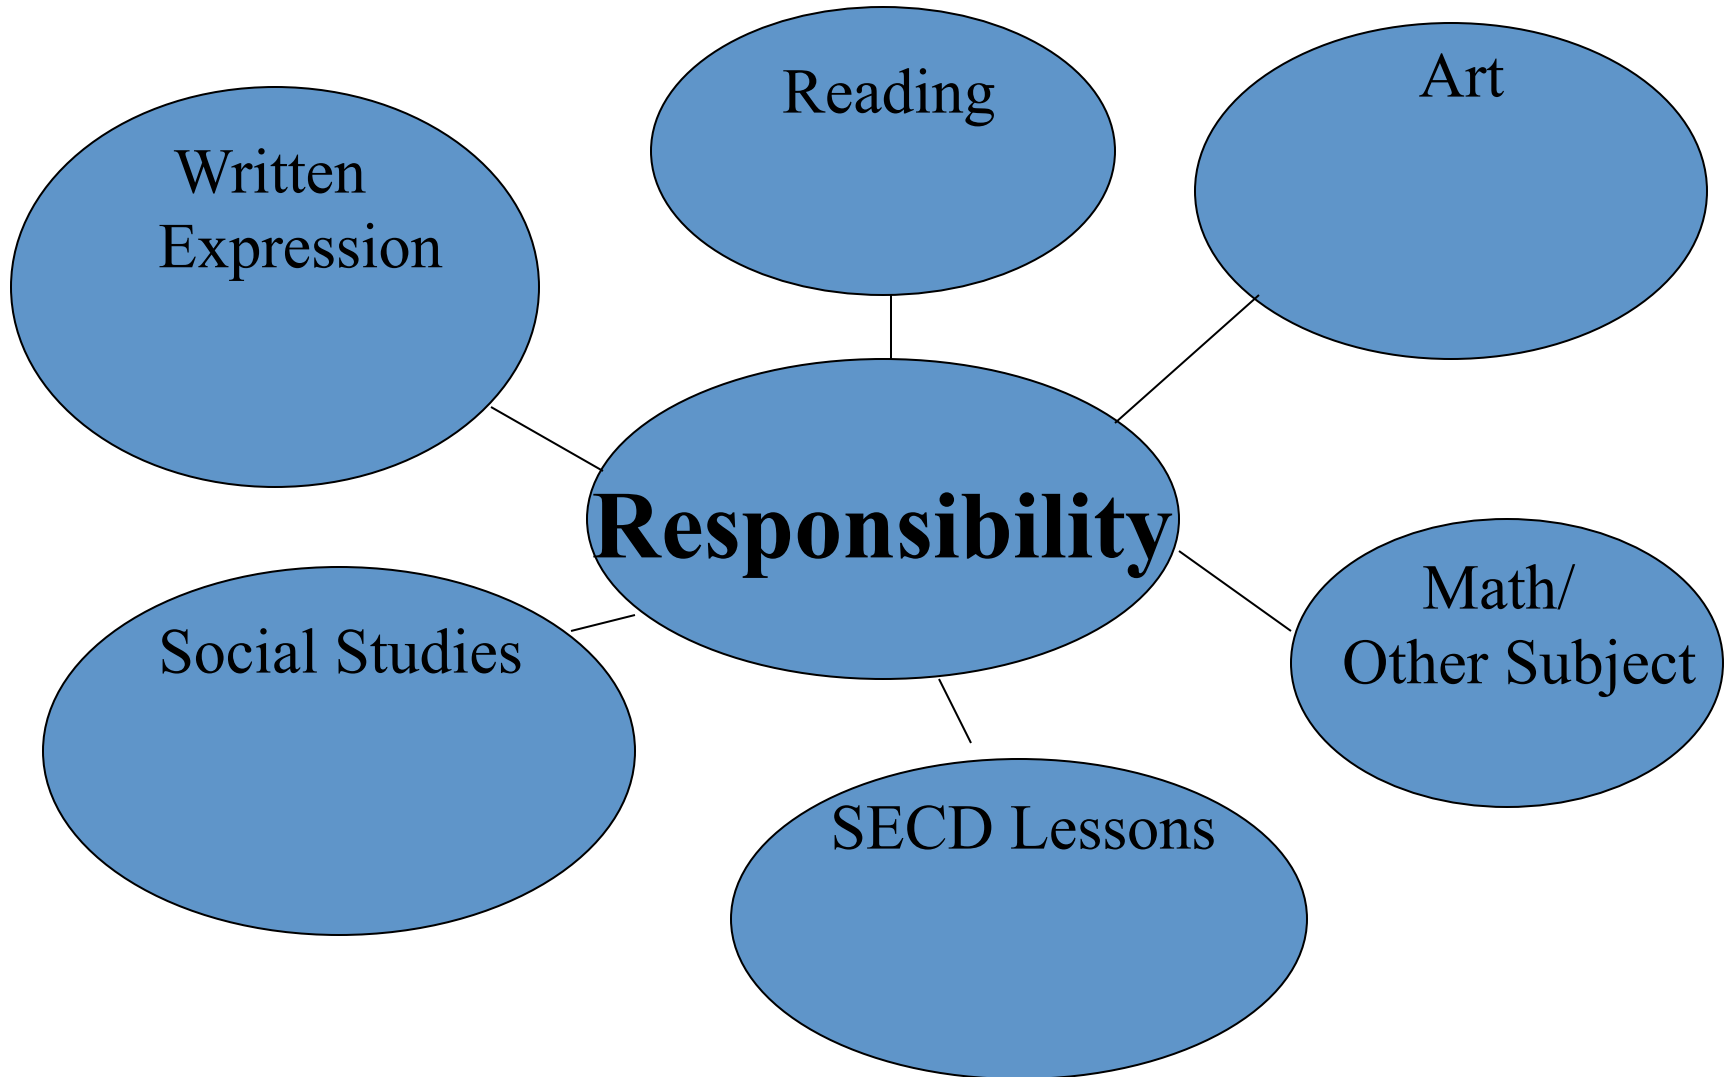 Reading
Art
Written
Expression
Responsibility
Math/
Other Subject
Social Studies
SECD Lessons